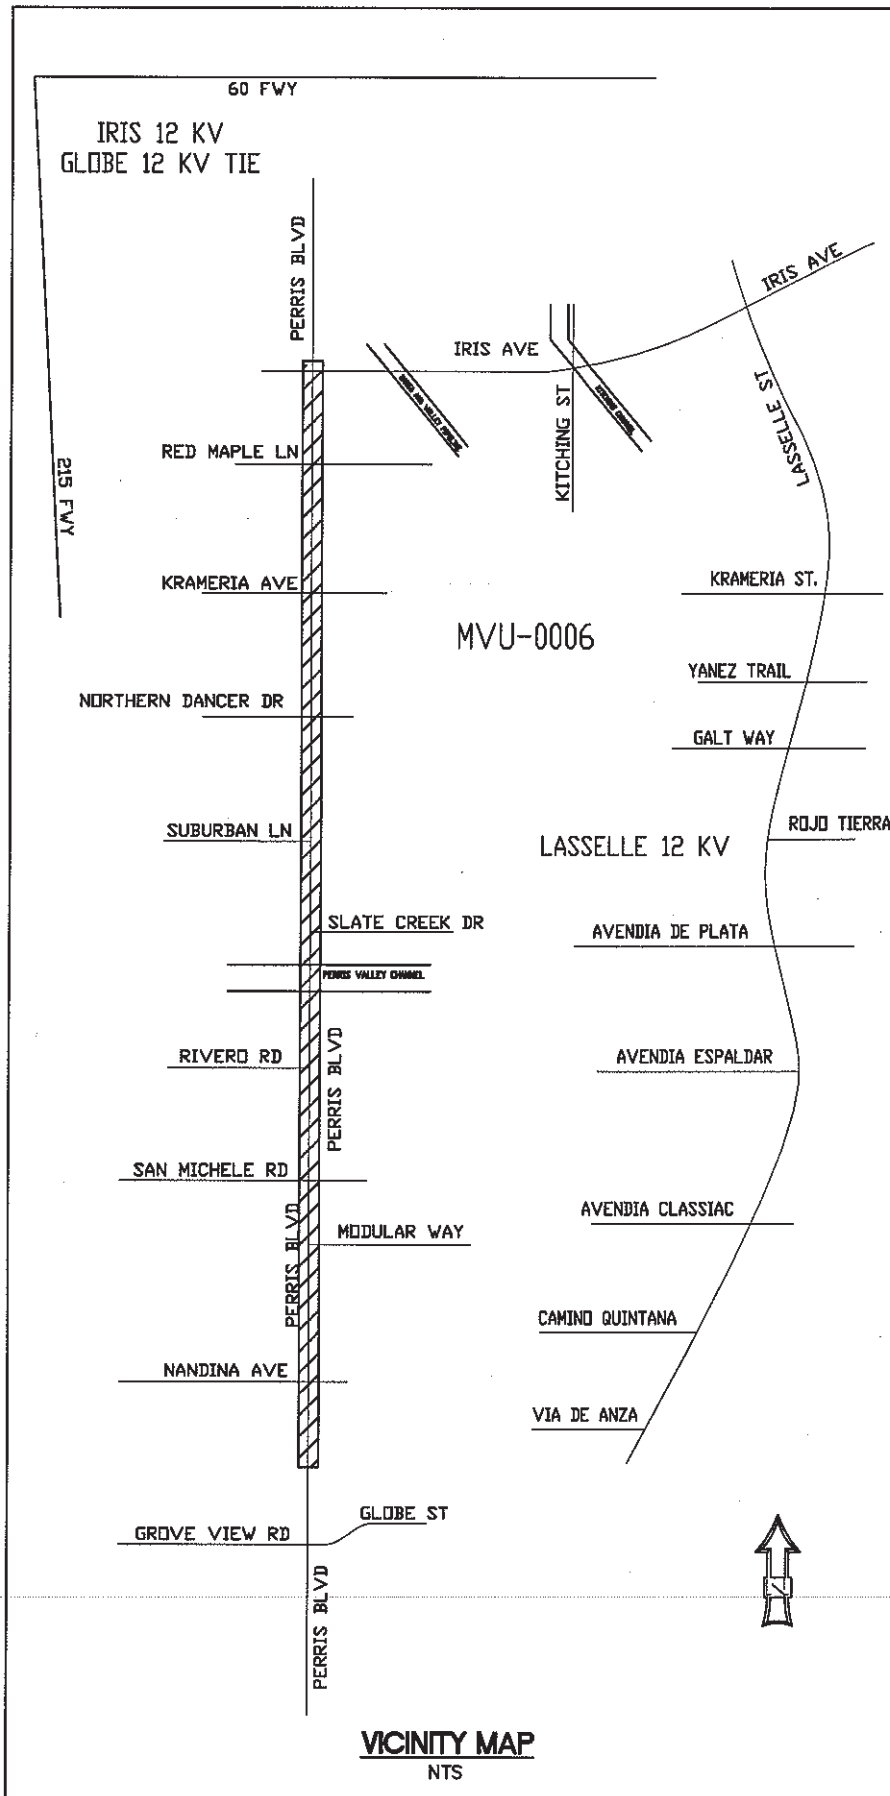 60 FWY
IRIS 12 KV
GLOBE 12 KV TIE
PERRIS BLVD
IRIS AVE
IRIS AVE
LASSELLE ST
KITCHING ST
215 FWY
RED MAPLE LN
KRAMERIA AVE
KRAMERIA ST.
MVU-0006
YANEZ TRAIL
NORTHERN DANCER DR
GALT WAY
SUBURBAN LN
ROJO TIERRA
LASSELLE 12 KV
SLATE CREEK DR
AVENDIA DE PLATA
PERRIS VALLEY CHANNEL
RIVERO RD
PERRIS BLVD
AVENDIA ESPALDAR
SAN MICHELE RD
PERRIS BLVD
MODULAR WAY
AVENDIA CLASSIAC
CAMINO QUINTANA
NANDINA AVE
VIA DE ANZA
GLOBE ST
GROVE VIEW RD
PERRIS BLVD
VICINITY MAP
NTS